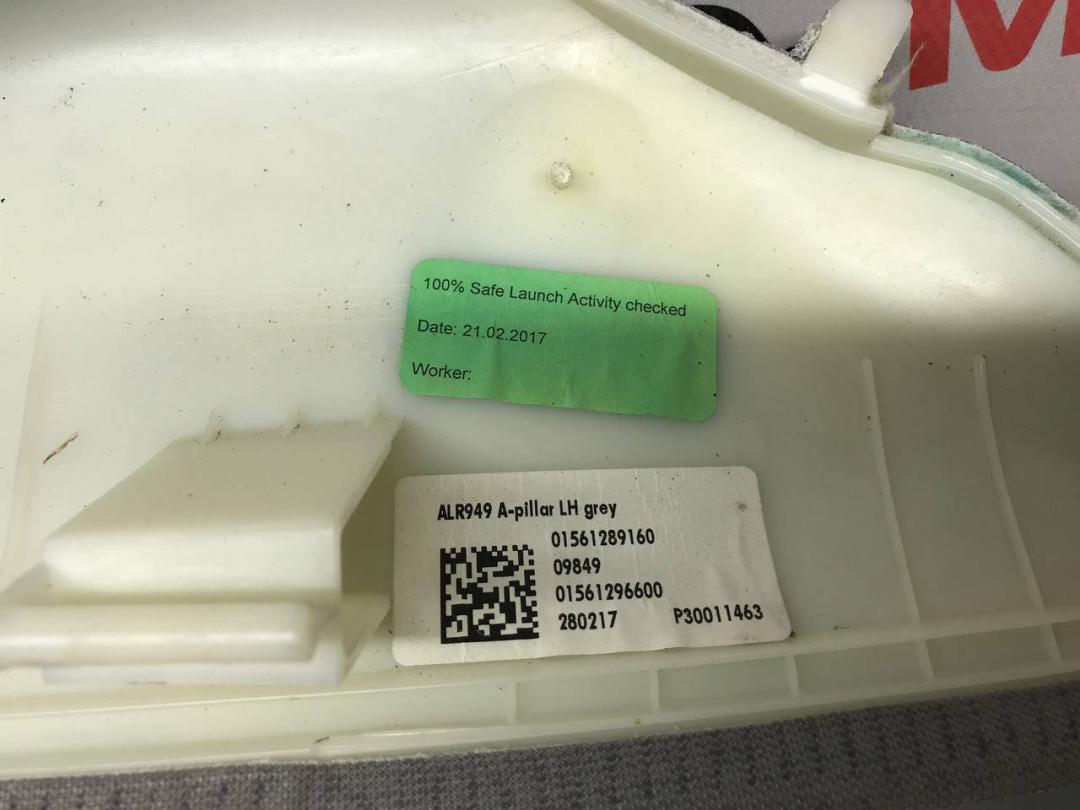 100% Safe Launch Activity checked
Date: 21.02.2017
Worker:
ALR949 A-pillar LH grey
01561289160
09849
01561296600
280217 P30011463